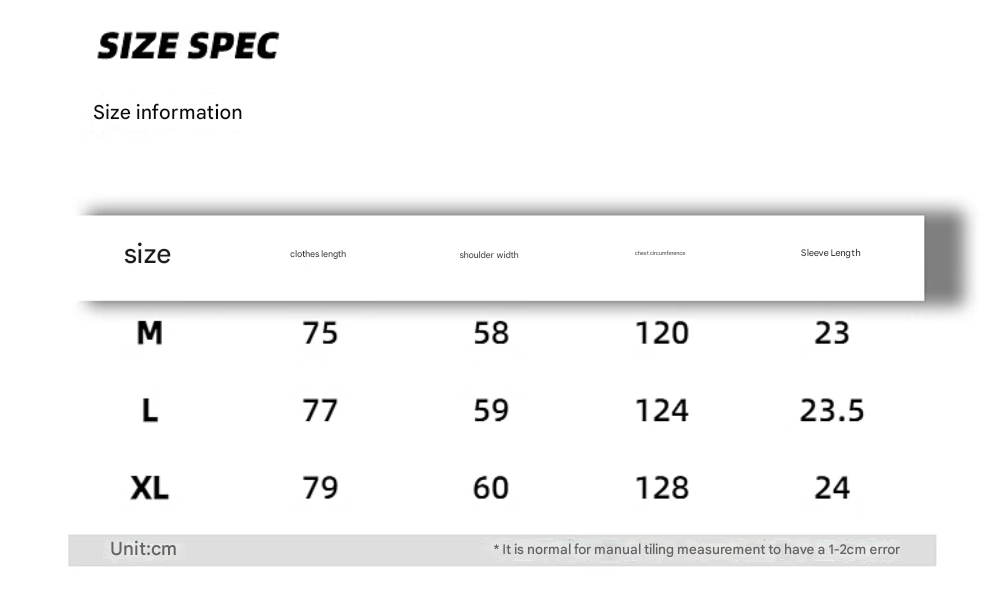 SIZE SPEC
Size information
size clothes length shoulder width chest circumference Sleeve Length
M 75 58 120 23
L 77 59 124 23.5
XL 79 60 128 24
Unit:cm * It is normal for manual tiling measurement to have a 1-2cm error